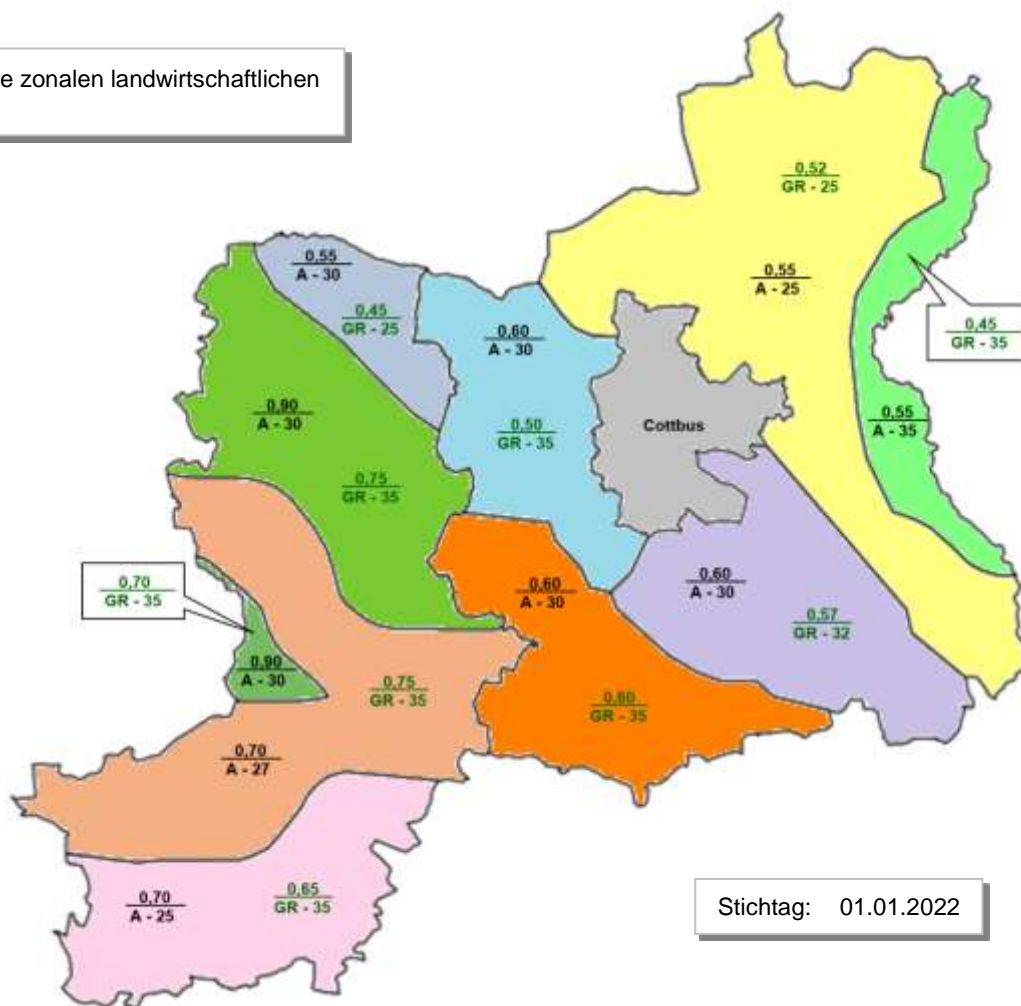 e zonalen landwirtschaftlichen
0,52
GR - 25
0,55
A - 30
0,55
A - 25
0,45
GR - 25
0,60
A - 30
0,45
GR - 35
0,90
A - 30
0,50
GR - 35
Cottbus
0,55
A - 35
0,75
GR - 35
0,70
GR - 35
0,60
A - 30
0,60
A - 30
0,57
GR - 32
0,90
A - 30
0,75
GR - 35
0,60
GR - 35
0,70
A - 27
0,70
A - 25
0,65
GR - 35
Stichtag: 01.01.2022